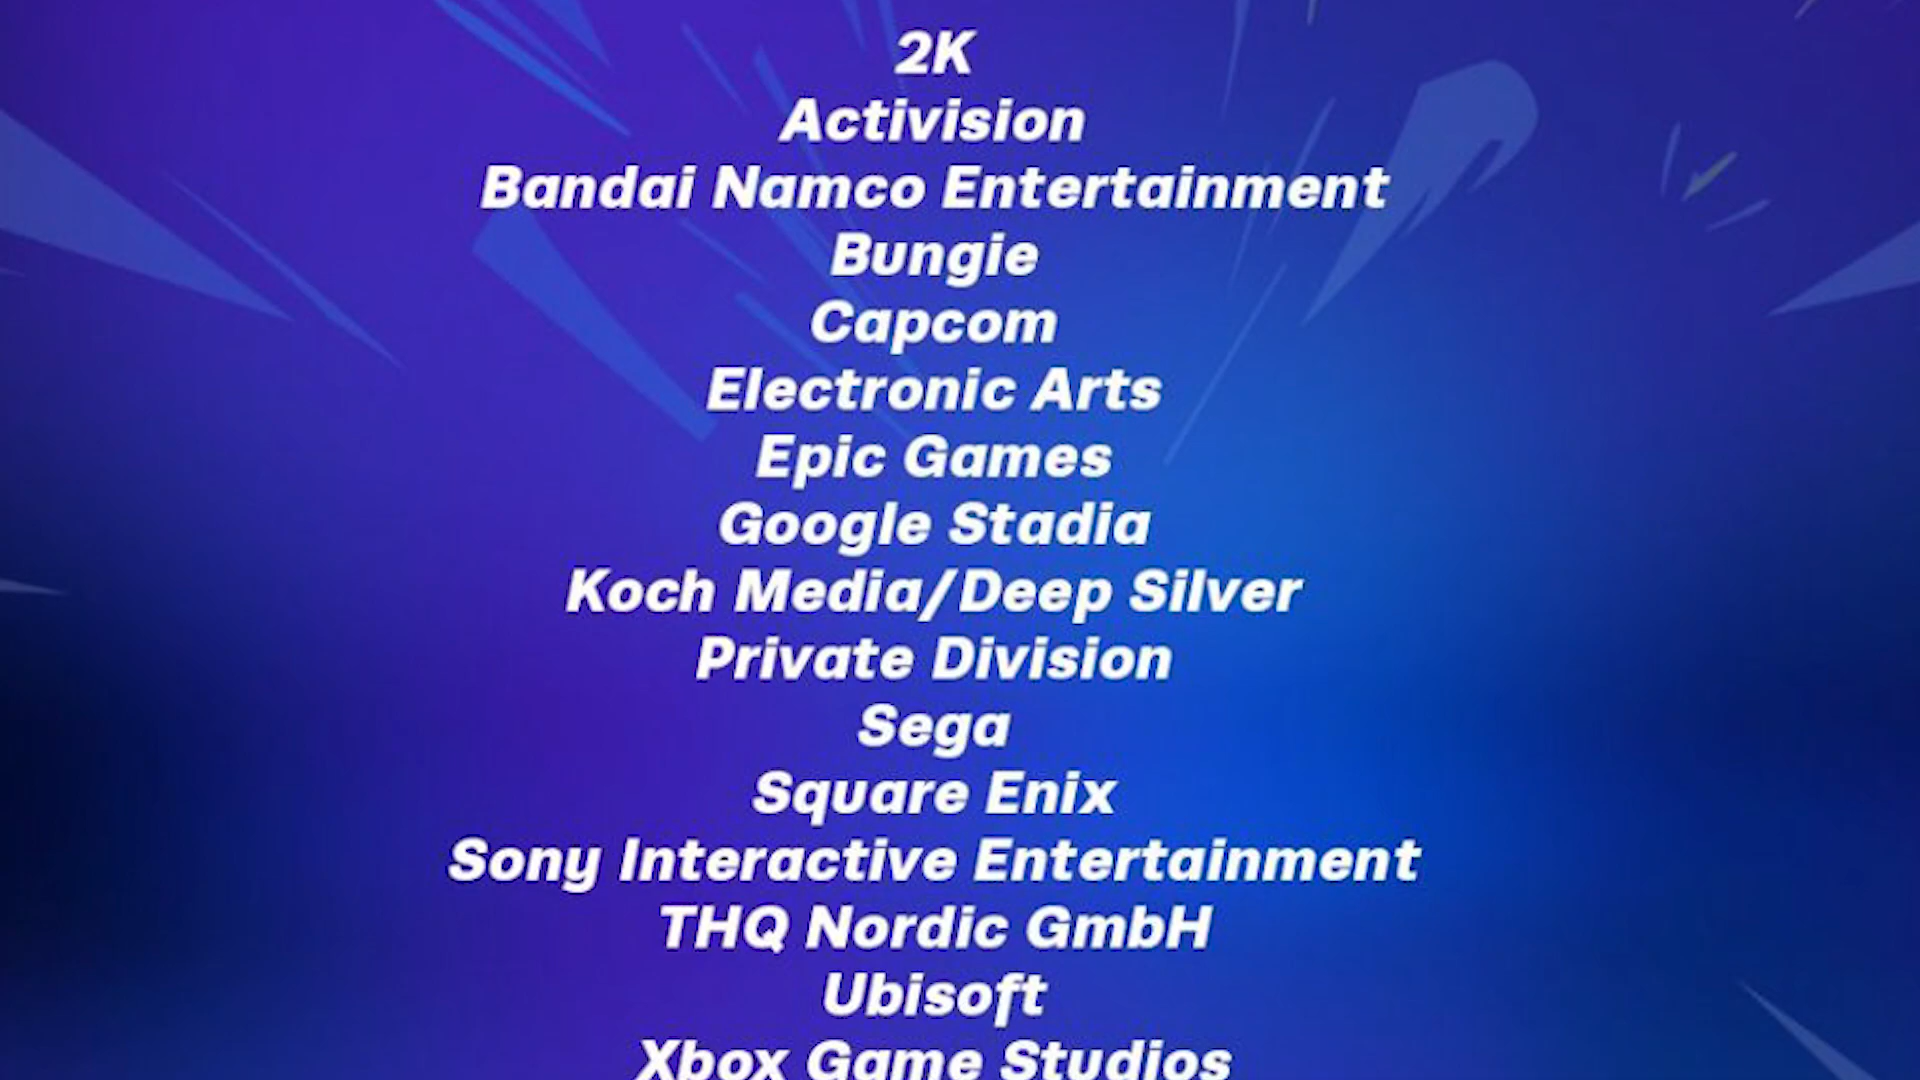 2K
Activision
Bandai Namco Entertainment
Bungie
Capcom
Electronic Arts
Epic Games
Google Stadia
Koch Media/Deep Silver
Private Division
Sega
Square Enix
Sony Interactive Entertainment
THQ Nordic GmbH
Ubisoft
Xbox Game Studios